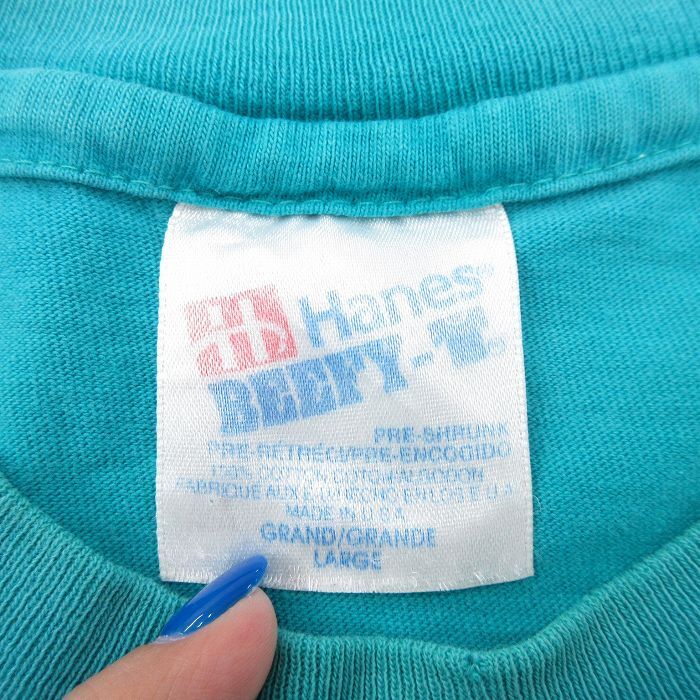 H Hanes®
BEEFY-T®
PRE-SHRUNK
PRE-RÉTRÉCI/PRE-ENCOGIDO
100% COTTON COTON/ALGODON
FABRIQUE AUX E.U./HECHO EN LOS E.U.A.
MADE IN U.S.A.
GRAND/GRANDE
LARGE